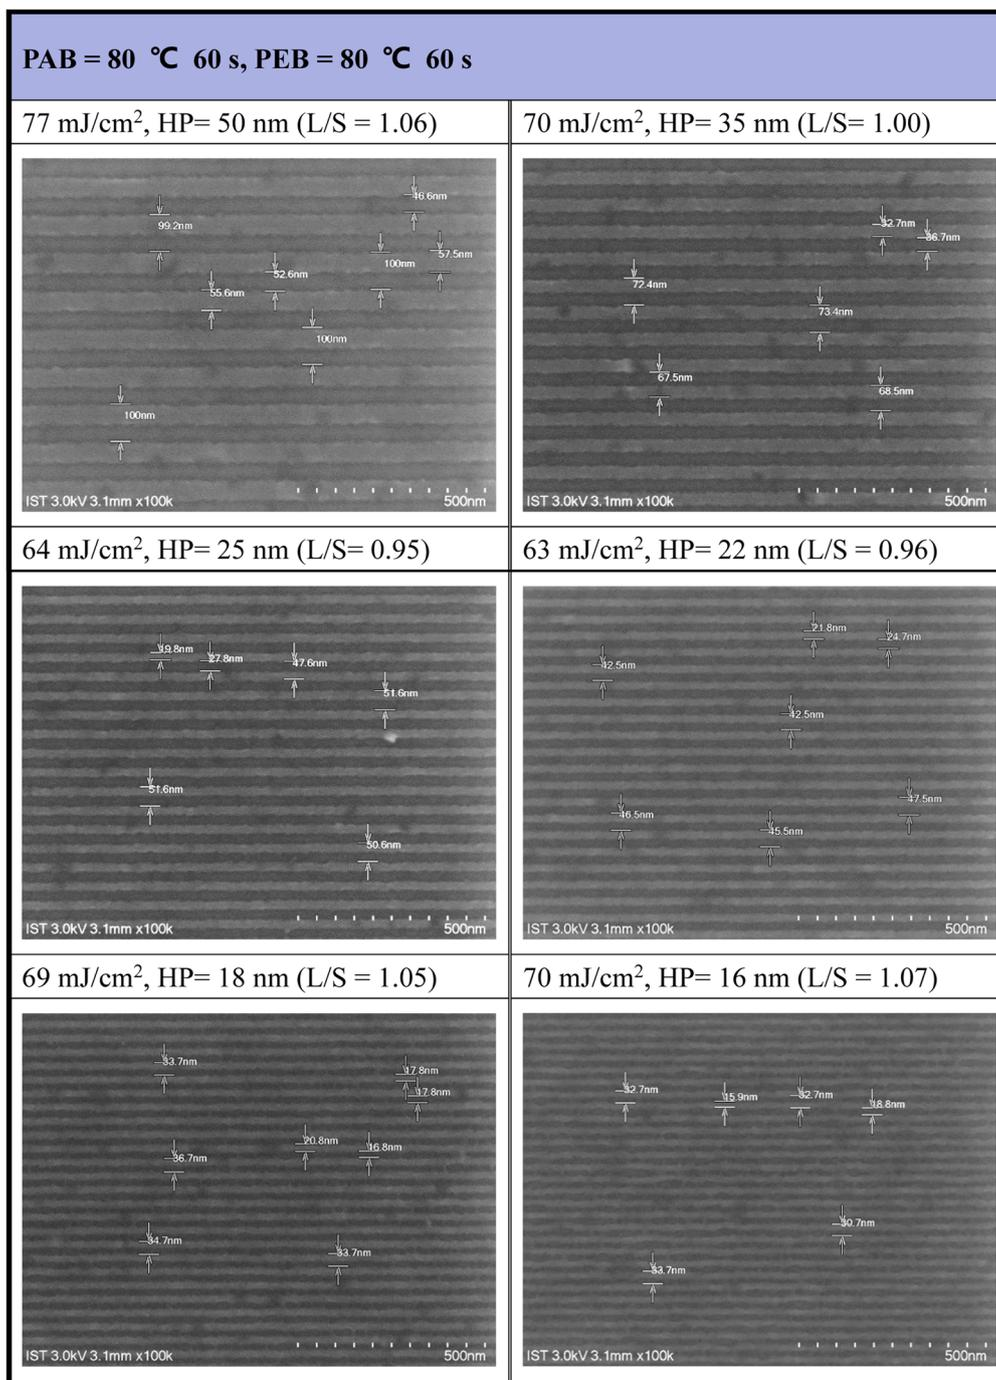 PAB = 80 ℃ 60 s, PEB = 80 ℃ 60 s
77 mJ/cm², HP= 50 nm (L/S = 1.06)
70 mJ/cm², HP= 35 nm (L/S= 1.00)
46.6nm
99.2nm
100nm
57.5nm
52.6nm
55.6nm
100nm
100nm
IST 3.0kV 3.1mm x100k
500nm
32.7nm
36.7nm
72.4nm
73.4nm
67.5nm
68.5nm
IST 3.0kV 3.1mm x100k
500nm
64 mJ/cm², HP= 25 nm (L/S= 0.95)
63 mJ/cm², HP= 22 nm (L/S = 0.96)
19.8nm
27.8nm
47.6nm
51.6nm
51.6nm
50.6nm
IST 3.0kV 3.1mm x100k
500nm
21.8nm
24.7nm
42.5nm
42.5nm
47.5nm
46.5nm
45.5nm
IST 3.0kV 3.1mm x100k
500nm
69 mJ/cm², HP= 18 nm (L/S = 1.05)
70 mJ/cm², HP= 16 nm (L/S = 1.07)
33.7nm
17.8nm
17.8nm
20.8nm
16.8nm
36.7nm
34.7nm
33.7nm
IST 3.0kV 3.1mm x100k
500nm
32.7nm
15.9nm
32.7nm
18.8nm
30.7nm
33.7nm
IST 3.0kV 3.1mm x100k
500nm